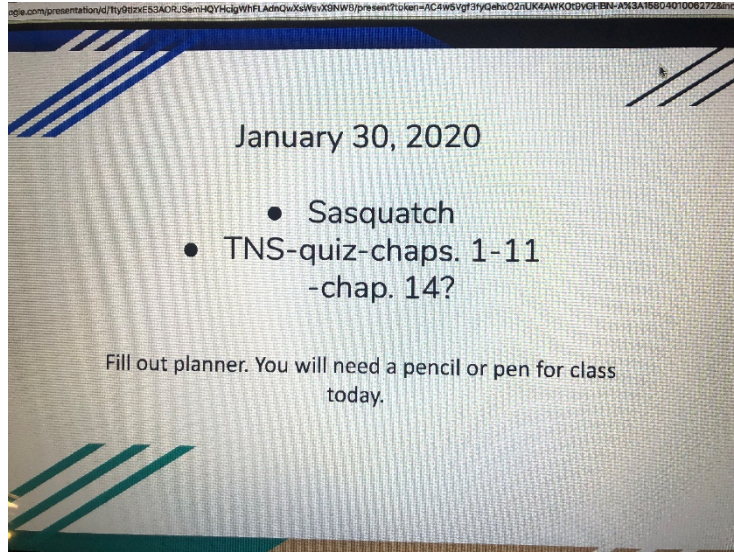 January 30, 2020
● Sasquatch
● TNS-quiz-chaps. 1-11
-chap. 14?
Fill out planner. You will need a pencil or pen for class
today.